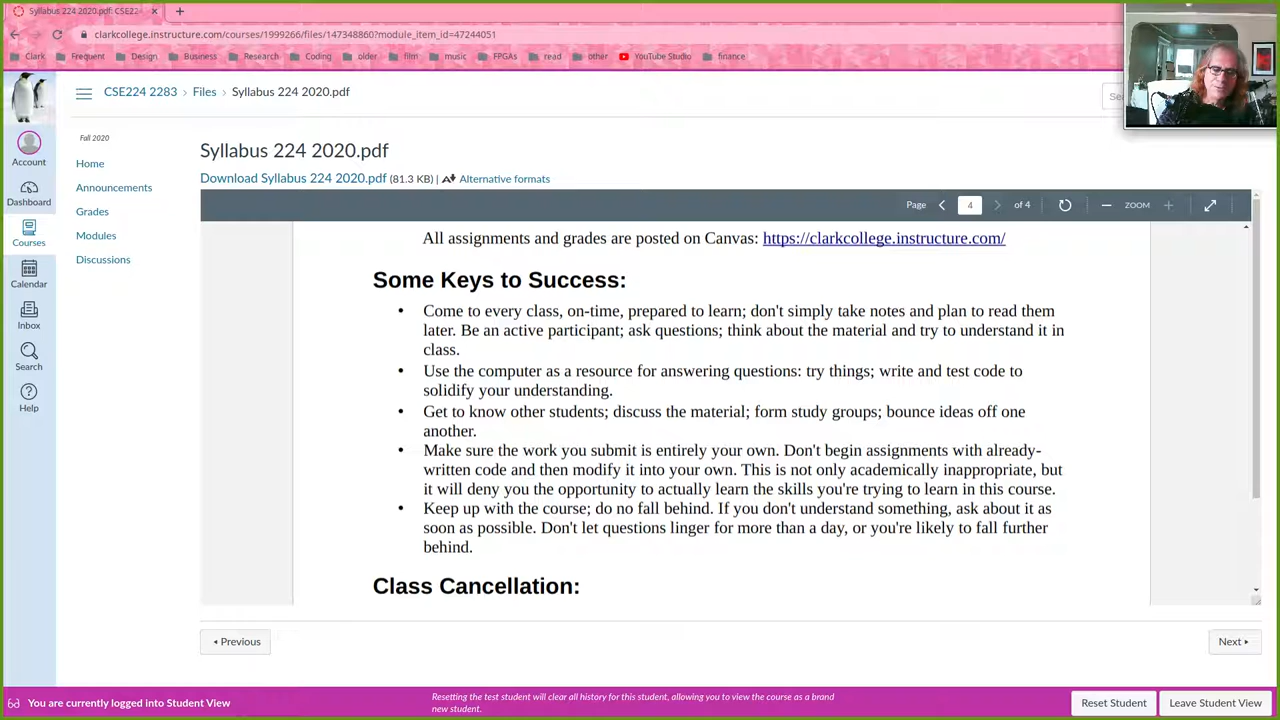 Syllabus 224 2020.pdf: CSE22
clarkcollege.instructure.com/courses/1999266/files/147348860?module_item_id=47244051
Clark Frequent Design Business Research Coding older film music FPGAs read other YouTube Studio finance
CSE224 2283 › Files › Syllabus 224 2020.pdf
Sea
Account
Dashboard
Courses
Calendar
Inbox
Search
Help
Fall 2020
Home
Announcements
Grades
Modules
Discussions
Syllabus 224 2020.pdf
Download Syllabus 224 2020.pdf (81.3 KB) | Alternative formats
Page 4 of 4 ZOOM
All assignments and grades are posted on Canvas: https://clarkcollege.instructure.com/
Some Keys to Success:
• Come to every class, on-time, prepared to learn; don't simply take notes and plan to read them
later. Be an active participant; ask questions; think about the material and try to understand it in
class.
• Use the computer as a resource for answering questions: try things; write and test code to
solidify your understanding.
• Get to know other students; discuss the material; form study groups; bounce ideas off one
another.
• Make sure the work you submit is entirely your own. Don't begin assignments with already-
written code and then modify it into your own. This is not only academically inappropriate, but
it will deny you the opportunity to actually learn the skills you're trying to learn in this course.
• Keep up with the course; do no fall behind. If you don't understand something, ask about it as
soon as possible. Don't let questions linger for more than a day, or you're likely to fall further
behind.
Class Cancellation:
Previous
Next
You are currently logged into Student View
Resetting the test student will clear all history for this student, allowing you to view the course as a brand
new student.
Reset Student
Leave Student View